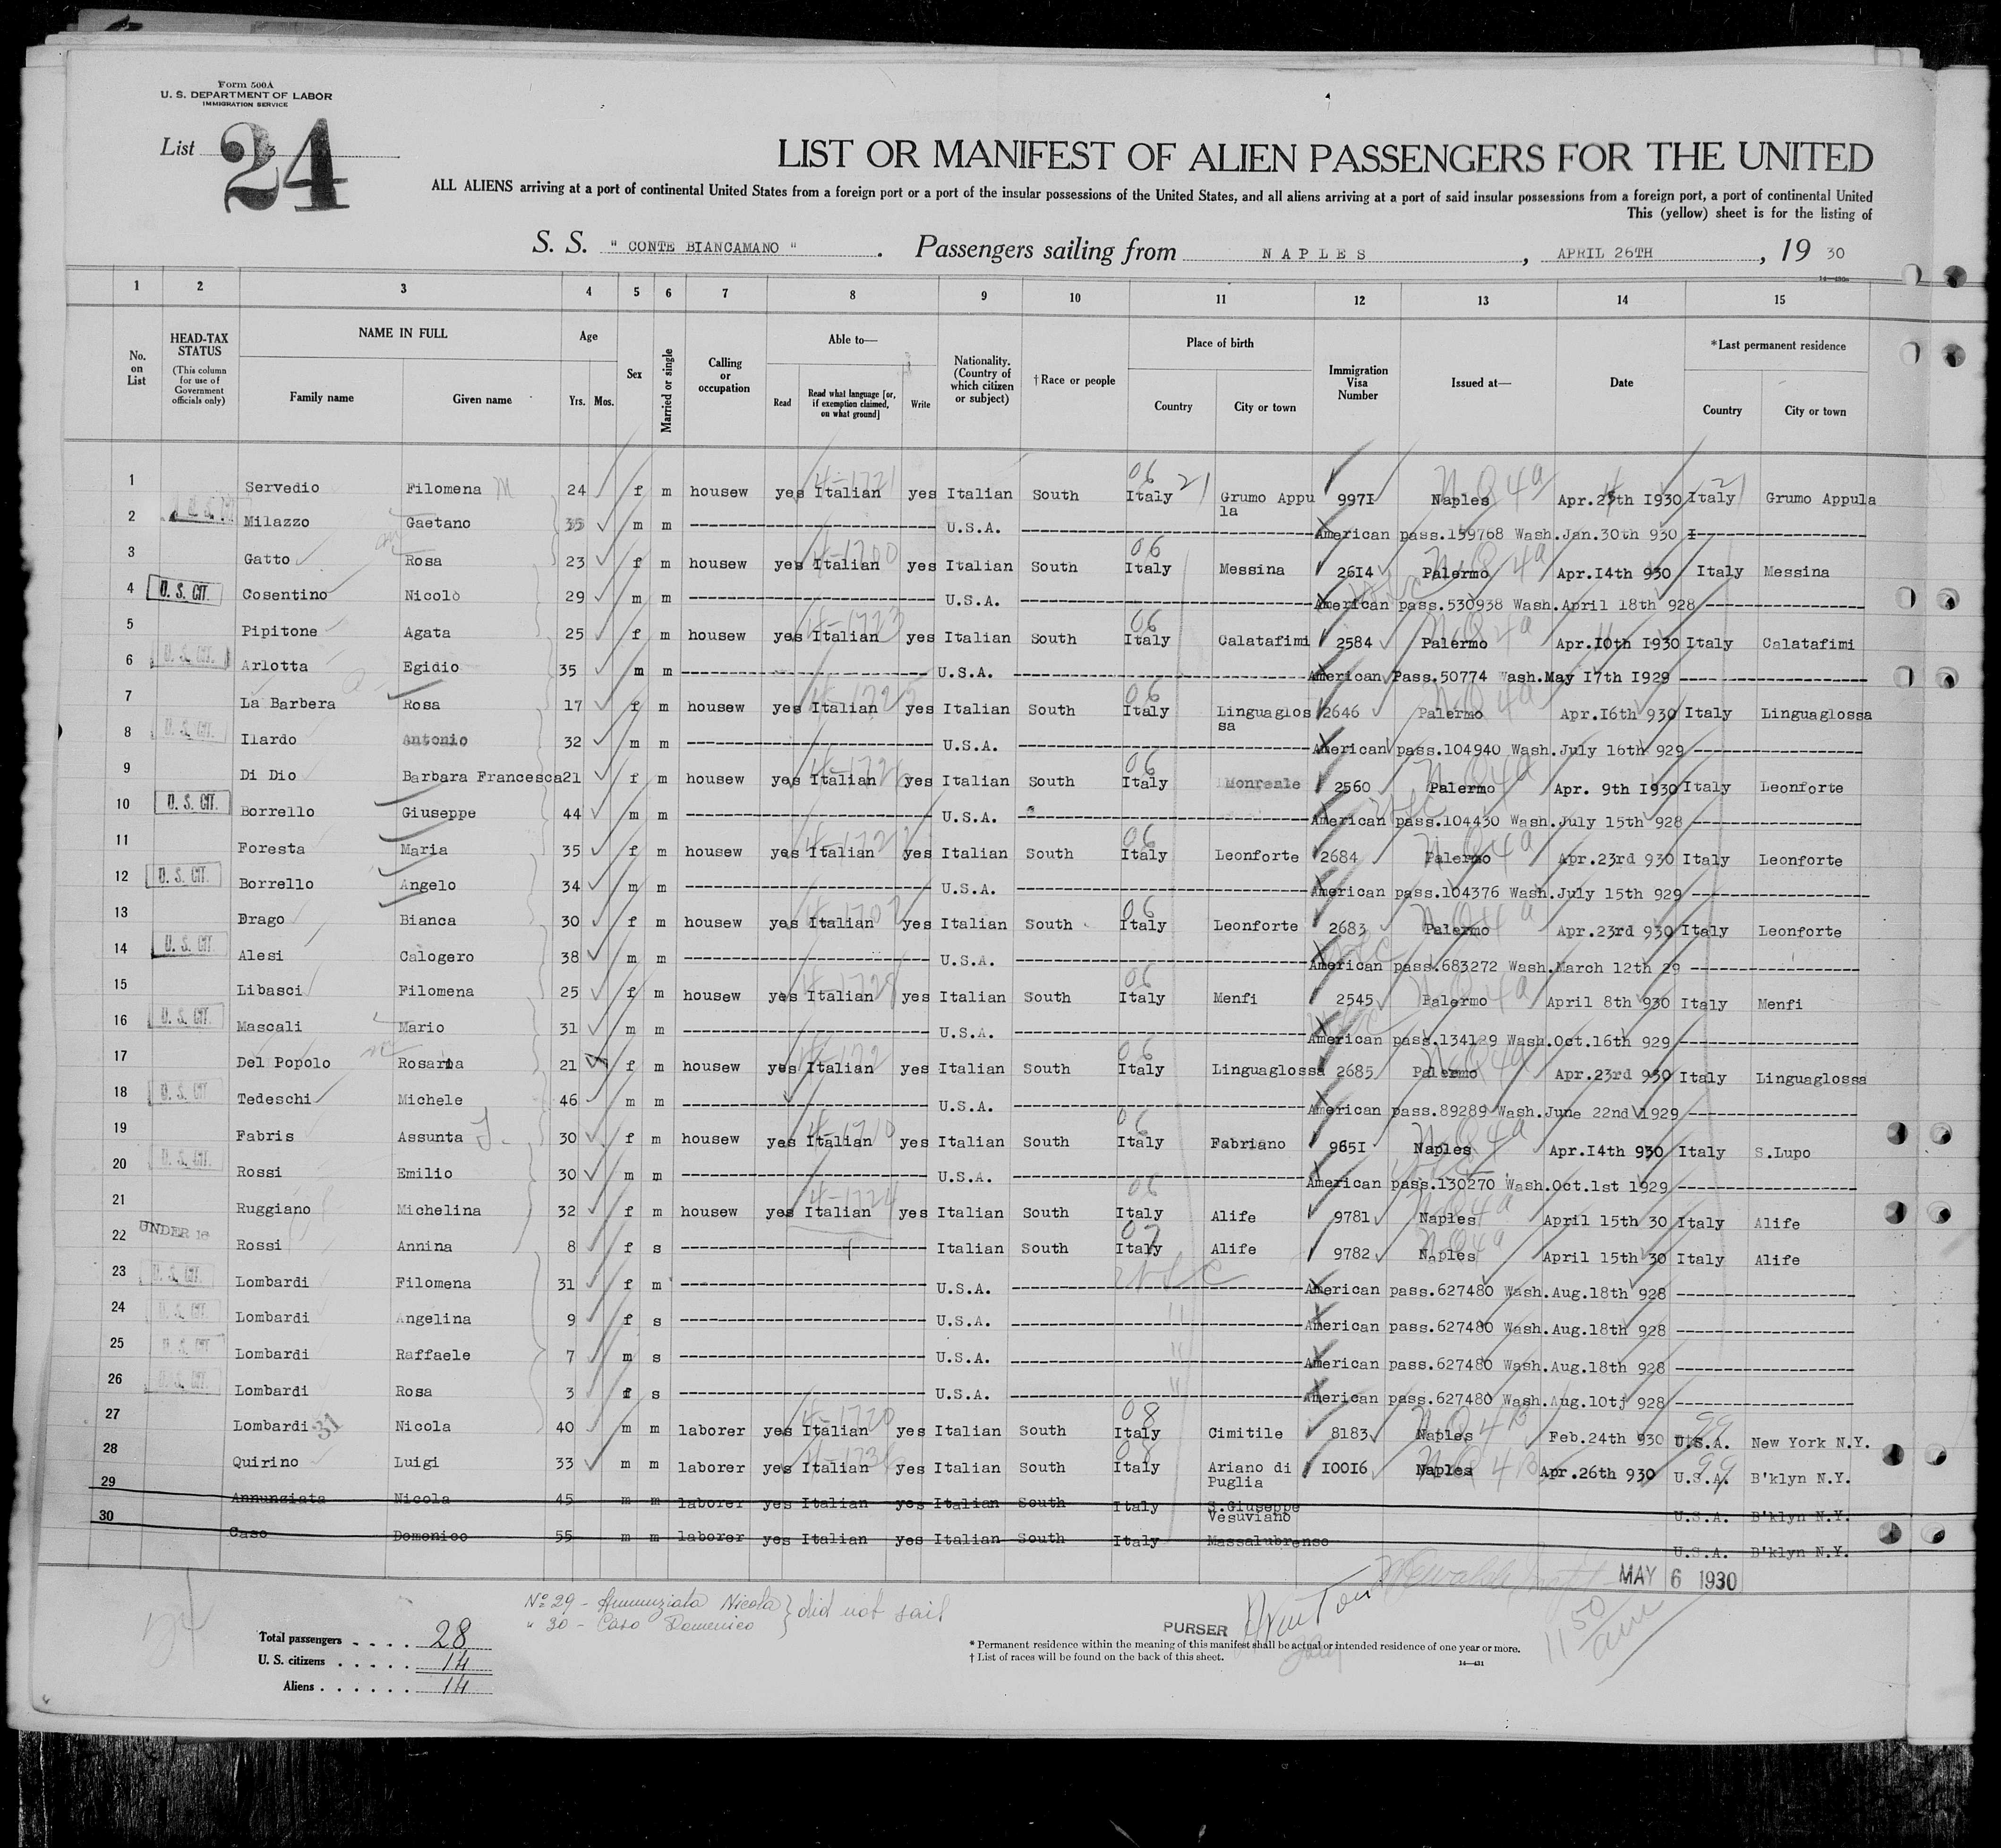 Form 500A
U. S. DEPARTMENT OF LABOR
IMMIGRATION SERVICE
List 24
LIST OR MANIFEST OF ALIEN PASSENGERS FOR THE UNITED
ALL ALIENS arriving at a port of continental United States from a foreign port or a port of the insular possessions of the United States, and all aliens arriving at a port of said insular possessions from a foreign port, a port of continental United
This (yellow) sheet is for the listing of
S. S. " CONTE BIANCAMANO " . Passengers sailing from NAPLES , APRIL 26TH , 19 30
1 2 3 4 5 6 7 8 9 10 11 12 13 14 15
No. on List
HEAD-TAX STATUS
(This column for use of Government officials only)
NAME IN FULL
Family name Given name
Age
Yrs. Mos.
Sex
Married or single
Calling or occupation
Able to—
Read
Read what language [or, if exemption claimed, on what ground]
Write
Nationality. (Country of which citizen or subject)
† Race or people
Place of birth
Country City or town
Immigration Visa Number
Issued at—
Date
*Last permanent residence
Country City or town
1 Servedio Filomena M 24 f m housew yes Italian yes Italian South Italy Grumo Appu la 9971 Naples Apr.25th 1930 Italy Grumo Appula
2 Milazzo Gaetano 35 m m U.S.A. American pass.159768 Wash.Jan.30th 930
3 Gatto Rosa 23 f m housew yes Italian yes Italian South Italy Messina 2614 Palermo Apr.14th 930 Italy Messina
4 U. S. CIT. Cosentino Nicolò 29 m m U.S.A. American pass.530938 Wash.April 18th 928
5 Pipitone Agata 25 f m housew yes Italian yes Italian South Italy Calatafimi 2584 Palermo Apr.10th 1930 Italy Calatafimi
6 U. S. CIT. Arlotta Egidio 35 m m U.S.A. American Pass.50774 Wash.May 17th 1929
7 La Barbera Rosa 17 f m housew yes Italian yes Italian South Italy Linguaglos sa 2646 Palermo Apr.16th 930 Italy Linguaglossa
8 U. S. CIT. Ilardo Antonio 32 m m U.S.A. American pass.104940 Wash.July 16th 929
9 Di Dio Barbara Francesca 21 f m housew yes Italian yes Italian South Italy Monreale 2560 Palermo Apr. 9th 1930 Italy Leonforte
10 U. S. CIT. Borrello Giuseppe 44 m m U.S.A. American pass.104430 Wash.July 15th 928
11 Foresta Maria 35 f m housew yes Italian yes Italian South Italy Leonforte 2684 Palermo Apr.23rd 930 Italy Leonforte
12 U. S. CIT. Borrello Angelo 34 m m U.S.A. American pass.104376 Wash.July 15th 929
13 Drago Bianca 30 f m housew yes Italian yes Italian South Italy Leonforte 2683 Palermo Apr.23rd 930 Italy Leonforte
14 U. S. CIT. Alesi Calogero 38 m m U.S.A. American pass.683272 Wash.March 12th 29
15 Libasci Filomena 25 f m housew yes Italian yes Italian South Italy Menfi 2545 Palermo April 8th 930 Italy Menfi
16 U. S. CIT. Mascali Mario 31 m m U.S.A. American pass.134129 Wash.Oct.16th 929
17 Del Popolo Rosaria 21 f m housew yes Italian yes Italian South Italy Linguaglossa 2685 Palermo Apr.23rd 930 Italy Linguaglossa
18 U. S. CIT. Tedeschi Michele 46 m m U.S.A. American pass.89289 Wash.June 22nd 1929
19 Fabris Assunta 30 f m housew yes Italian yes Italian South Italy Fabriano 9651 Naples Apr.14th 930 Italy S.Lupo
20 U. S. CIT. Rossi Emilio 30 m m U.S.A. American pass.130270 Wash.Oct.1st 1929
21 Ruggiano Michelina 32 f m housew yes Italian yes Italian South Italy Alife 9781 Naples April 15th 30 Italy Alife
22 UNDER 16 Rossi Annina 8 f s Italian South Italy Alife 9782 Naples April 15th 30 Italy Alife
23 U. S. CIT. Lombardi Filomena 31 f m U.S.A. American pass.627480 Wash.Aug.18th 928
24 U. S. CIT. Lombardi Angelina 9 f s U.S.A. American pass.627480 Wash.Aug.18th 928
25 U. S. CIT. Lombardi Raffaele 7 m s U.S.A. American pass.627480 Wash.Aug.18th 928
26 U. S. CIT. Lombardi Rosa 3 f s U.S.A. American pass.627480 Wash.Aug.10tj 928
27 Lombardi 31 Nicola 40 m m laborer yes Italian yes Italian South Italy Cimitile 8183 Naples Feb.24th 930 U.S.A. New York N.Y.
28 Quirino Luigi 33 m m laborer yes Italian yes Italian South Italy Ariano di Puglia 10016 Naples Apr.26th 930 U.S.A. B'klyn N.Y.
29 Annunziata Nicola 45 m m laborer yes Italian yes Italian South Italy S.Giuseppe Vesuviano U.S.A. B'klyn N.Y.
30 Caso Domenico 55 m m laborer yes Italian yes Italian South Italy Massalubrense U.S.A. B'klyn N.Y.
MAY 6 1930
11 50 am
24
Nº 29 - Annunziata Nicola } did not sail
" 30 - Caso Domenico
Total passengers . . . . 28
U. S. citizens . . . . . 14
Aliens . . . . . . 14
PURSER
* Permanent residence within the meaning of this manifest shall be actual or intended residence of one year or more.
† List of races will be found on the back of this sheet.
14—431